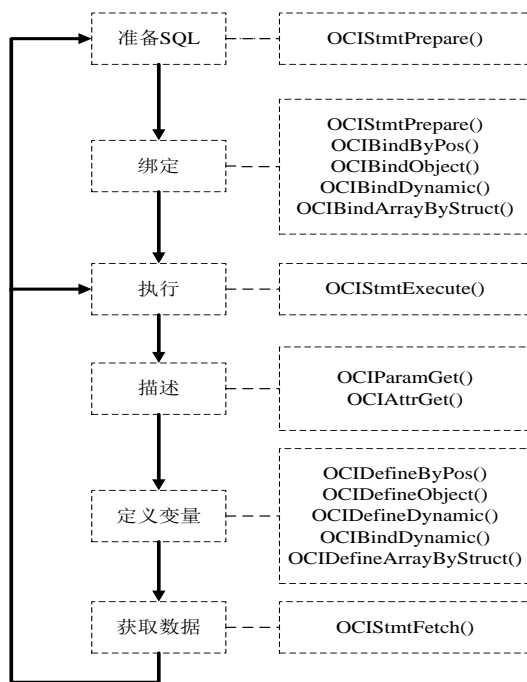 准备SQL
OCIStmtPrepare()
绑定
OCIStmtPrepare()
OCIBindByPos()
OCIBindObject()
OCIBindDynamic()
OCIBindArrayByStruct()
执行
OCIStmtExecute()
描述
OCIParamGet()
OCIAttrGet()
定义变量
OCIDefineByPos()
OCIDefineObject()
OCIDefineDynamic()
OCIBindDynamic()
OCIDefineArrayByStruct()
获取数据
OCIStmtFetch()